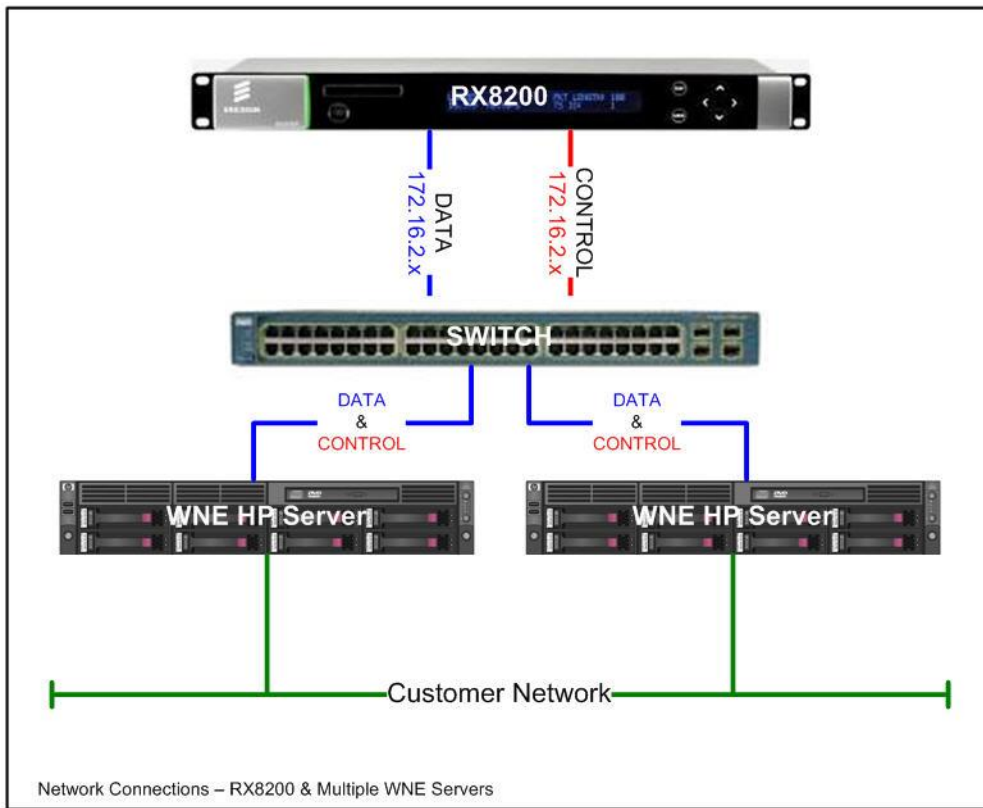 RX8200
ERICSSON
DATA
172.16.2.x
CONTROL
172.16.2.x
SWITCH
DATA
&
CONTROL
DATA
&
CONTROL
WNE HP Server
WNE HP Server
Customer Network
Network Connections – RX8200 & Multiple WNE Servers